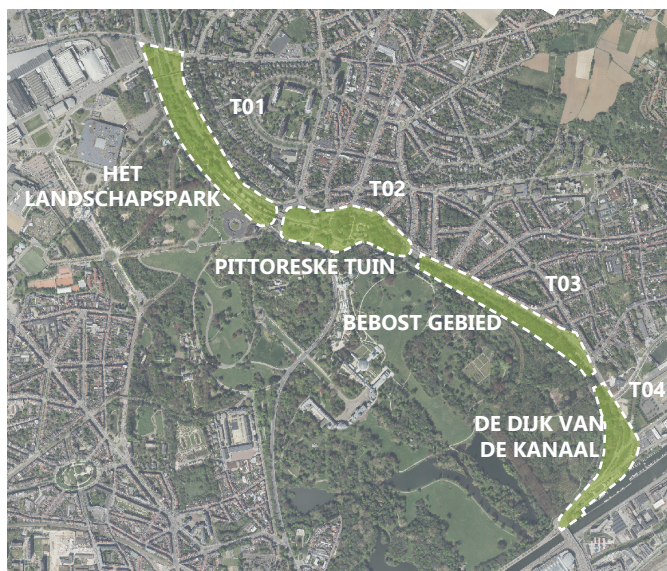 T01
HET
LANDSCHAPSPARK
T02
PITTORESKE TUIN
T03
BEBOST GEBIED
T04
DE DIJK VAN
DE KANAAL